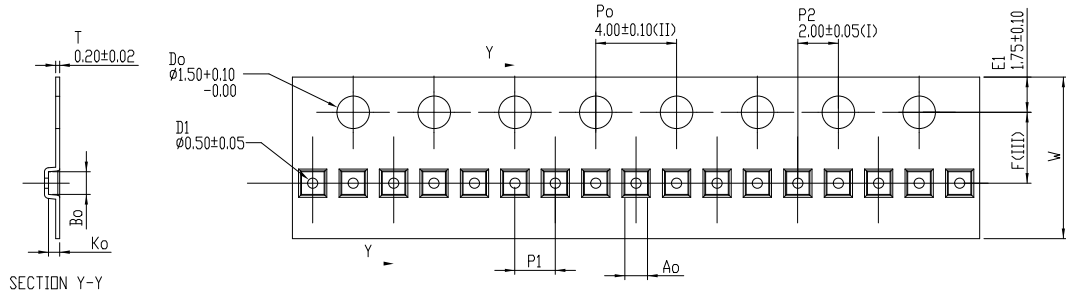 T
0.20±0.02
Do
Ø1.50+0.10
-0.00
D1
Ø0.50±0.05
Y
Po
4.00±0.10(II)
P2
2.00±0.05(I)
E1
1.75±0.10
F(III)
W
Bo
Ko
SECTION Y-Y
Y
P1
Ao